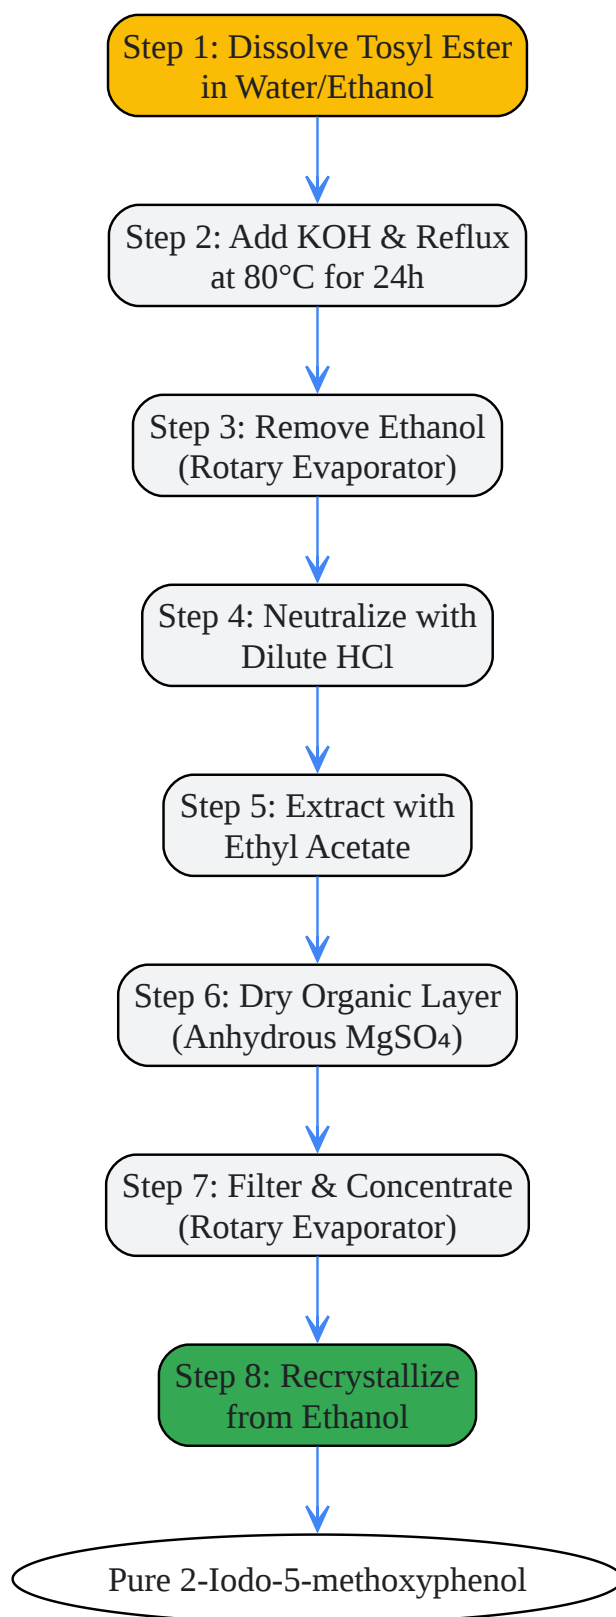 Step 1: Dissolve Tosyl Ester
in Water/Ethanol
Step 2: Add KOH & Reflux
at 80°C for 24h
Step 3: Remove Ethanol
(Rotary Evaporator)
Step 4: Neutralize with
Dilute HCl
Step 5: Extract with
Ethyl Acetate
Step 6: Dry Organic Layer
(Anhydrous MgSO₄)
Step 7: Filter & Concentrate
(Rotary Evaporator)
Step 8: Recrystallize
from Ethanol
Pure 2-Iodo-5-methoxyphenol